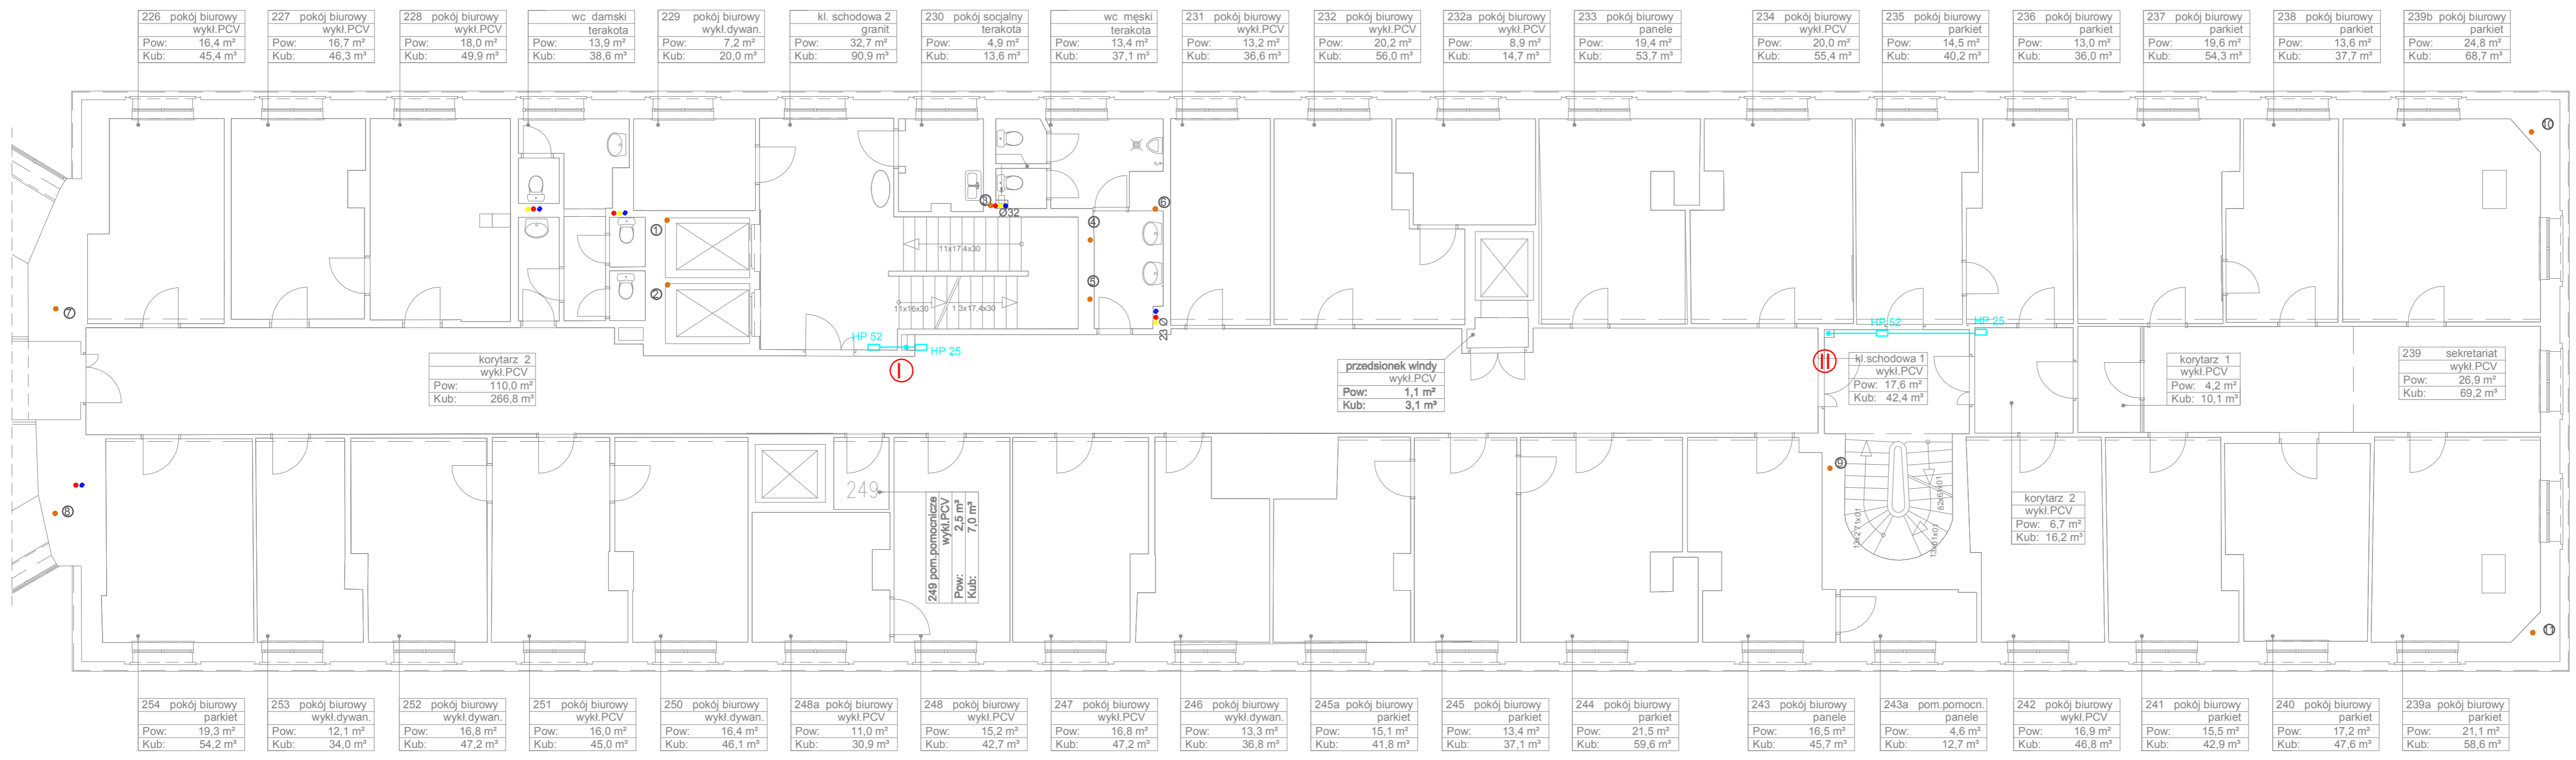 226 pokój biurowy
wykł.PCV
Pow: 16,4 m²
Kub: 45,4 m³
227 pokój biurowy
wykł.PCV
Pow: 16,7 m²
Kub: 46,3 m³
228 pokój biurowy
wykł.PCV
Pow: 18,0 m²
Kub: 49,9 m³
wc damski
terakota
Pow: 13,9 m²
Kub: 38,6 m³
229 pokój biurowy
wykł.dywan.
Pow: 7,2 m²
Kub: 20,0 m³
kl. schodowa 2
granit
Pow: 32,7 m²
Kub: 90,9 m³
230 pokój socjalny
terakota
Pow: 4,9 m²
Kub: 13,6 m³
wc męski
terakota
Pow: 13,4 m²
Kub: 37,1 m³
231 pokój biurowy
wykł.PCV
Pow: 13,2 m²
Kub: 36,6 m³
232 pokój biurowy
wykł.PCV
Pow: 20,2 m²
Kub: 56,0 m³
232a pokój biurowy
wykł.PCV
Pow: 8,9 m²
Kub: 14,7 m³
233 pokój biurowy
panele
Pow: 19,4 m²
Kub: 53,7 m³
234 pokój biurowy
wykł.PCV
Pow: 20,0 m²
Kub: 55,4 m³
235 pokój biurowy
parkiet
Pow: 14,5 m²
Kub: 40,2 m³
236 pokój biurowy
parkiet
Pow: 13,0 m²
Kub: 36,0 m³
237 pokój biurowy
parkiet
Pow: 19,6 m²
Kub: 54,3 m³
238 pokój biurowy
parkiet
Pow: 13,6 m²
Kub: 37,7 m³
239b pokój biurowy
parkiet
Pow: 24,8 m²
Kub: 68,7 m³
10
3
Ø32
6
4
1
11x17,4x30
5
2
11x16x30
13x17,4x30
7
23 Ø
HP 52
HP 25
I
HP 52
HP 25
II
korytarz 2
wykł.PCV
Pow: 110,0 m²
Kub: 266,8 m³
przedsionek windy
wykł.PCV
Pow: 1,1 m²
Kub: 3,1 m³
kl.schodowa 1
wykł.PCV
Pow: 17,6 m²
Kub: 42,4 m³
korytarz 1
wykł.PCV
Pow: 4,2 m²
Kub: 10,1 m³
239 sekretariat
wykł.PCV
Pow: 26,9 m²
Kub: 69,2 m³
9
249
249 pom.pomocnicze
wykł.PCV
Pow: 2,5 m²
Kub: 7,0 m³
8
korytarz 2
wykł.PCV
Pow: 6,7 m²
Kub: 16,2 m³
11
254 pokój biurowy
parkiet
Pow: 19,3 m²
Kub: 54,2 m³
253 pokój biurowy
wykł.dywan.
Pow: 12,1 m²
Kub: 34,0 m³
252 pokój biurowy
wykł.dywan.
Pow: 16,8 m²
Kub: 47,2 m³
251 pokój biurowy
wykł.PCV
Pow: 16,0 m²
Kub: 45,0 m³
250 pokój biurowy
wykł.dywan.
Pow: 16,4 m²
Kub: 46,1 m³
248a pokój biurowy
wykł.PCV
Pow: 11,0 m²
Kub: 30,9 m³
248 pokój biurowy
wykł.PCV
Pow: 15,2 m²
Kub: 42,7 m³
247 pokój biurowy
wykł.PCV
Pow: 16,8 m²
Kub: 47,2 m³
246 pokój biurowy
wykł.dywan.
Pow: 13,3 m²
Kub: 36,8 m³
245a pokój biurowy
parkiet
Pow: 15,1 m²
Kub: 41,8 m³
245 pokój biurowy
parkiet
Pow: 13,4 m²
Kub: 37,1 m³
244 pokój biurowy
parkiet
Pow: 21,5 m²
Kub: 59,6 m³
243 pokój biurowy
panele
Pow: 16,5 m²
Kub: 45,7 m³
243a pom.pomocn.
panele
Pow: 4,6 m²
Kub: 12,7 m³
242 pokój biurowy
wykł.PCV
Pow: 16,9 m²
Kub: 46,8 m³
241 pokój biurowy
parkiet
Pow: 15,5 m²
Kub: 42,9 m³
240 pokój biurowy
parkiet
Pow: 17,2 m²
Kub: 47,6 m³
239a pokój biurowy
parkiet
Pow: 21,1 m²
Kub: 58,6 m³